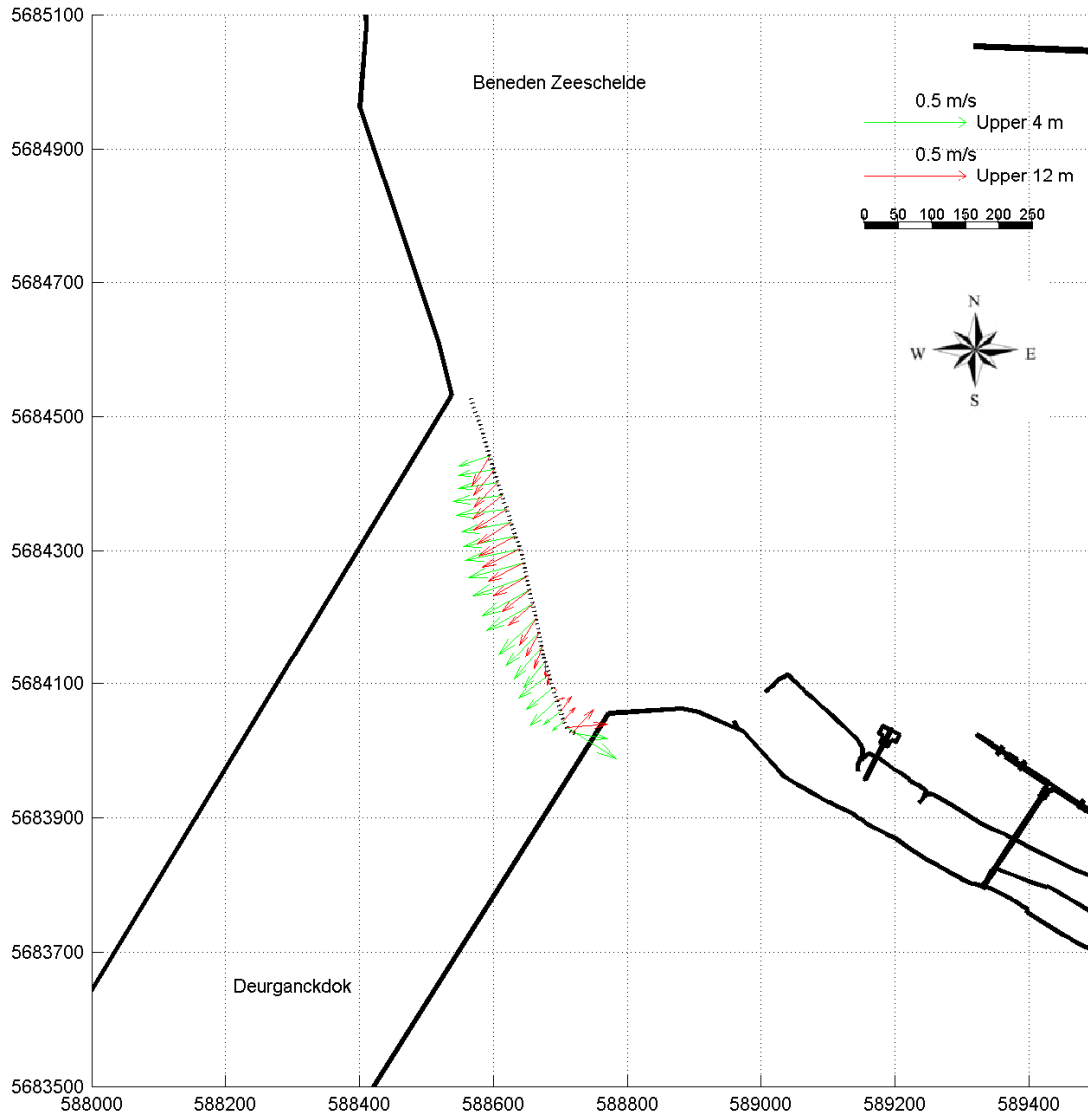 5685100
Beneden Zeeschelde
0.5 m/s
Upper 4 m
5684900
0.5 m/s
Upper 12 m
0 50 100 150 200 250
5684700
N
W E
S
5684500
5684300
5684100
5683900
5683700
Deurganckdok
5683500
588000 588200 588400 588600 588800 589000 589200 589400